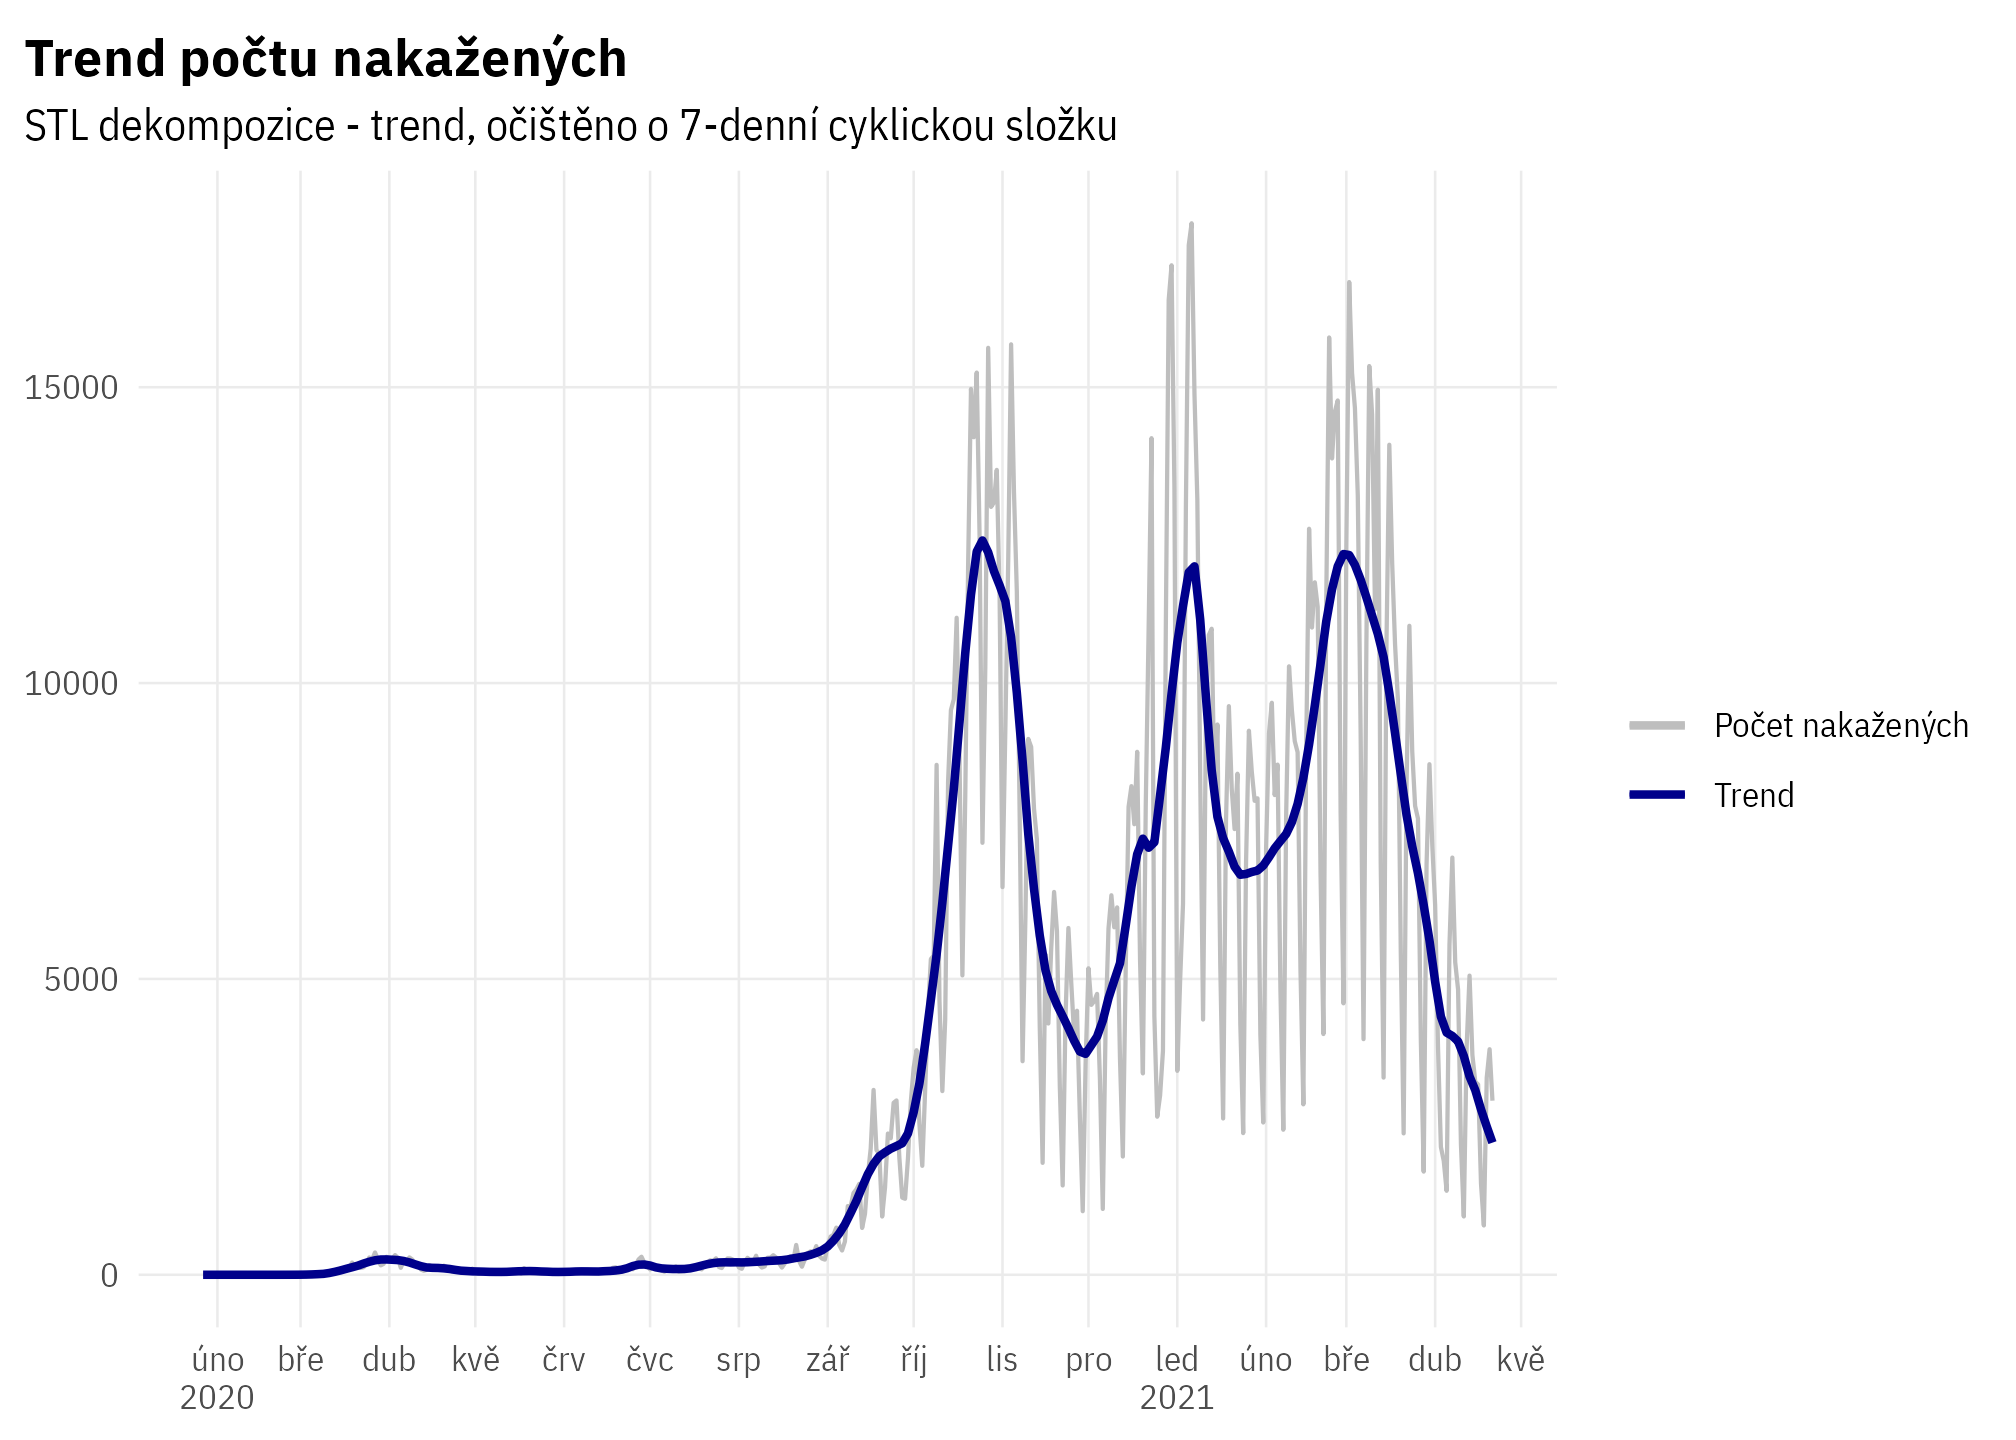 Trend počtu nakažených
STL dekompozice - trend, očištěno o 7-denní cyklickou složku
15000
10000
5000
0
úno bře dub kvě črv čvc srp zář říj lis pro led úno bře dub kvě
2020 2021
Počet nakažených
Trend